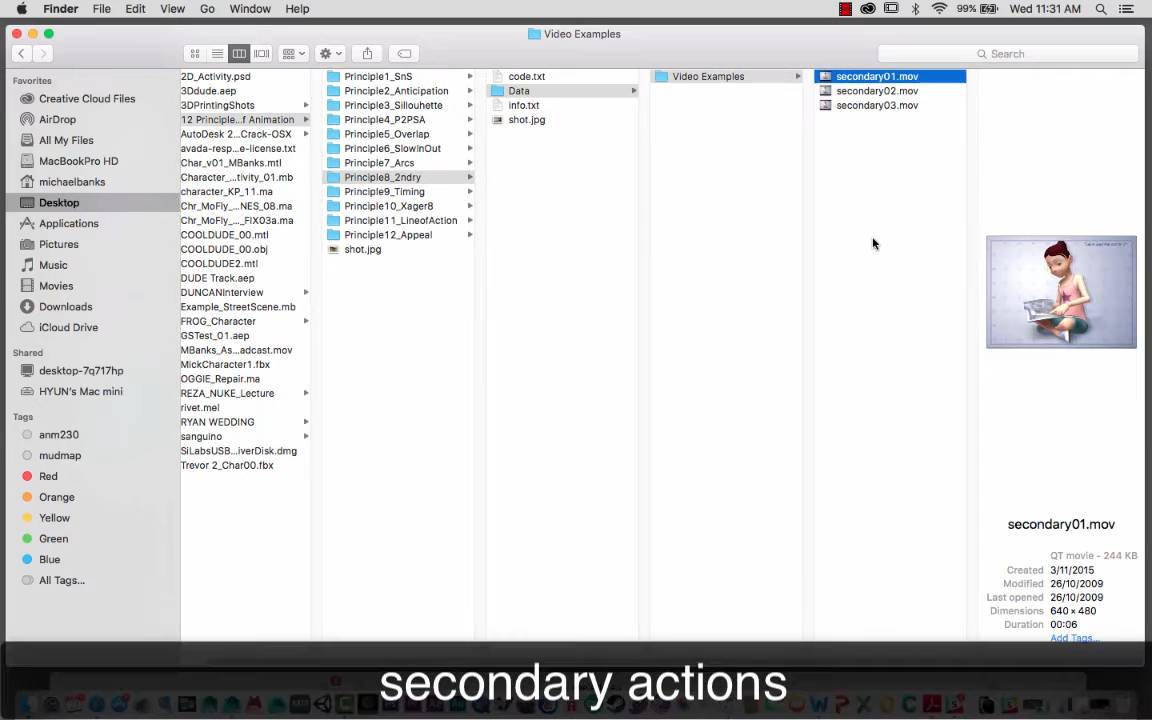 Finder File Edit View Go Window Help
99% Wed 11:31 AM
Video Examples
Search
Favorites
Creative Cloud Files
AirDrop
All My Files
MacBookPro HD
michaelbanks
Desktop
Applications
Pictures
Music
Movies
Downloads
iCloud Drive
Shared
desktop-7q717hp
HYUN's Mac mini
Tags
anm230
mudmap
Red
Orange
Yellow
Green
Blue
All Tags...
2D_Activity.psd
3Ddude.aep
3DPrintingShots
12 Principle...f Animation
AutoDesk 2...Crack-OSX
avada-resp...e-license.txt
Char_v01_MBanks.mtl
Character_...tivity_01.mb
character_KP_11.ma
Chr_MoFly_...NES_08.ma
Chr_MoFly_..._FIX03a.ma
COOLDUDE_00.mtl
COOLDUDE_00.obj
COOLDUDE2.mtl
DUDE Track.aep
DUNCANInterview
Example_StreetScene.mb
FROG_Character
GSTest_01.aep
MBanks_As...adcast.mov
MickCharacter1.fbx
OGGIE_Repair.ma
REZA_NUKE_Lecture
rivet.mel
RYAN WEDDING
sanguino
SiLabsUSB...iverDisk.dmg
Trevor 2_Char00.fbx
Principle1_SnS
Principle2_Anticipation
Principle3_Sillouhette
Principle4_P2PSA
Principle5_Overlap
Principle6_SlowInOut
Principle7_Arcs
Principle8_2ndry
Principle9_Timing
Principle10_Xager8
Principle11_LineofAction
Principle12_Appeal
shot.jpg
code.txt
Data
info.txt
shot.jpg
Video Examples
secondary01.mov
secondary02.mov
secondary03.mov
secondary01.mov
QT movie - 244 KB
Created 3/11/2015
Modified 26/10/2009
Last opened 26/10/2009
Dimensions 640 × 480
Duration 00:06
Add Tags...
secondary actions